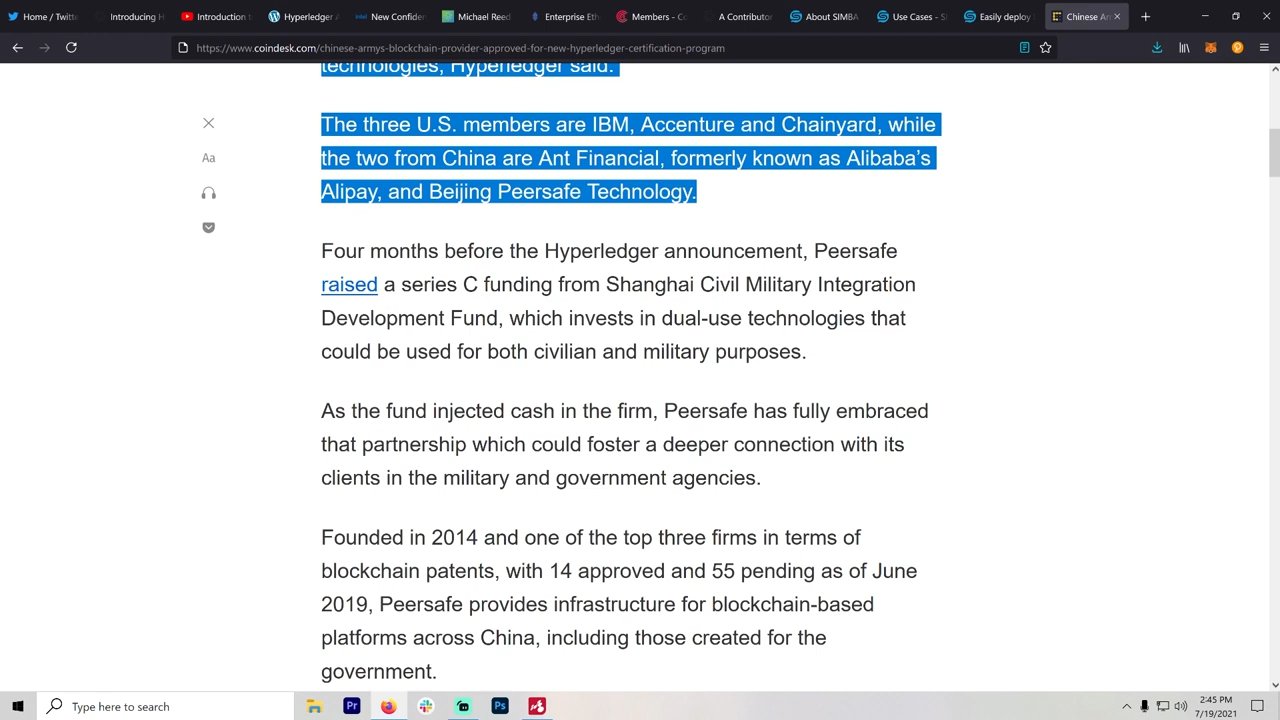 Home / Twitte
Introducing H
Introduction t
Hyperledger A
New Confider
Michael Reed
Enterprise Eth
Members - Co
A Contributor
About SIMBA
Use Cases - SI
Easily deploy
Chinese Arm
https://www.coindesk.com/chinese-armys-blockchain-provider-approved-for-new-hyperledger-certification-program
technologies, Hyperledger said.
The three U.S. members are IBM, Accenture and Chainyard, while
the two from China are Ant Financial, formerly known as Alibaba’s
Alipay, and Beijing Peersafe Technology.
Aa
Four months before the Hyperledger announcement, Peersafe
raised a series C funding from Shanghai Civil Military Integration
Development Fund, which invests in dual-use technologies that
could be used for both civilian and military purposes.
As the fund injected cash in the firm, Peersafe has fully embraced
that partnership which could foster a deeper connection with its
clients in the military and government agencies.
Founded in 2014 and one of the top three firms in terms of
blockchain patents, with 14 approved and 55 pending as of June
2019, Peersafe provides infrastructure for blockchain-based
platforms across China, including those created for the
government.
Type here to search
Pr
Ps
2:45 PM
7/19/2021